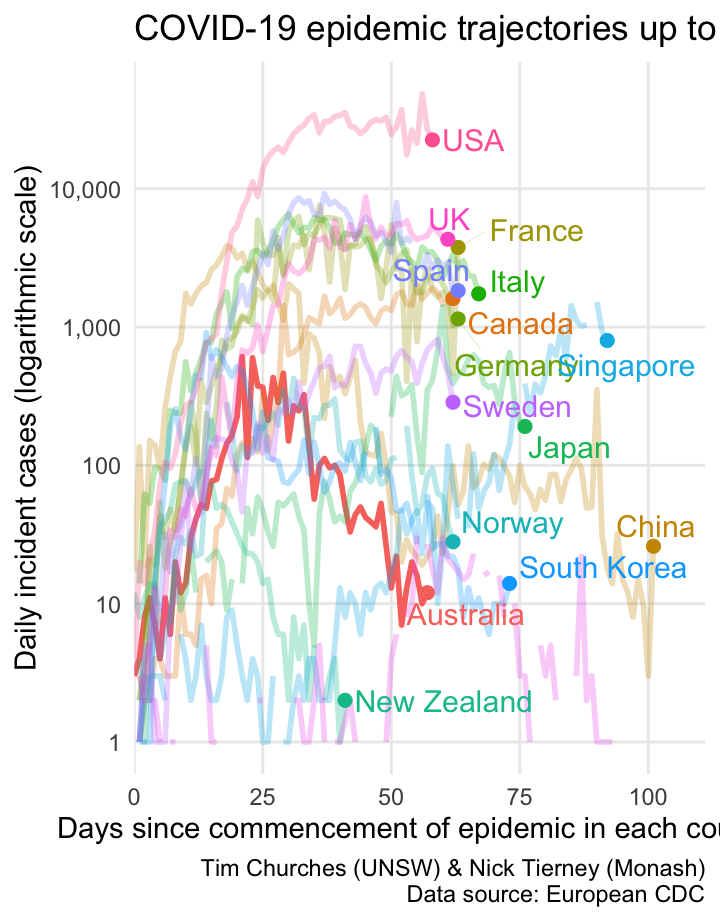 COVID-19 epidemic trajectories up to
Daily incident cases (logarithmic scale)
10,000
1,000
100
10
1
USA
UK
France
Spain
Italy
Canada
Germany
Singapore
Sweden
Japan
Norway
China
South Korea
Australia
New Zealand
0 25 50 75 100
Days since commencement of epidemic in each cou
Tim Churches (UNSW) & Nick Tierney (Monash)
Data source: European CDC